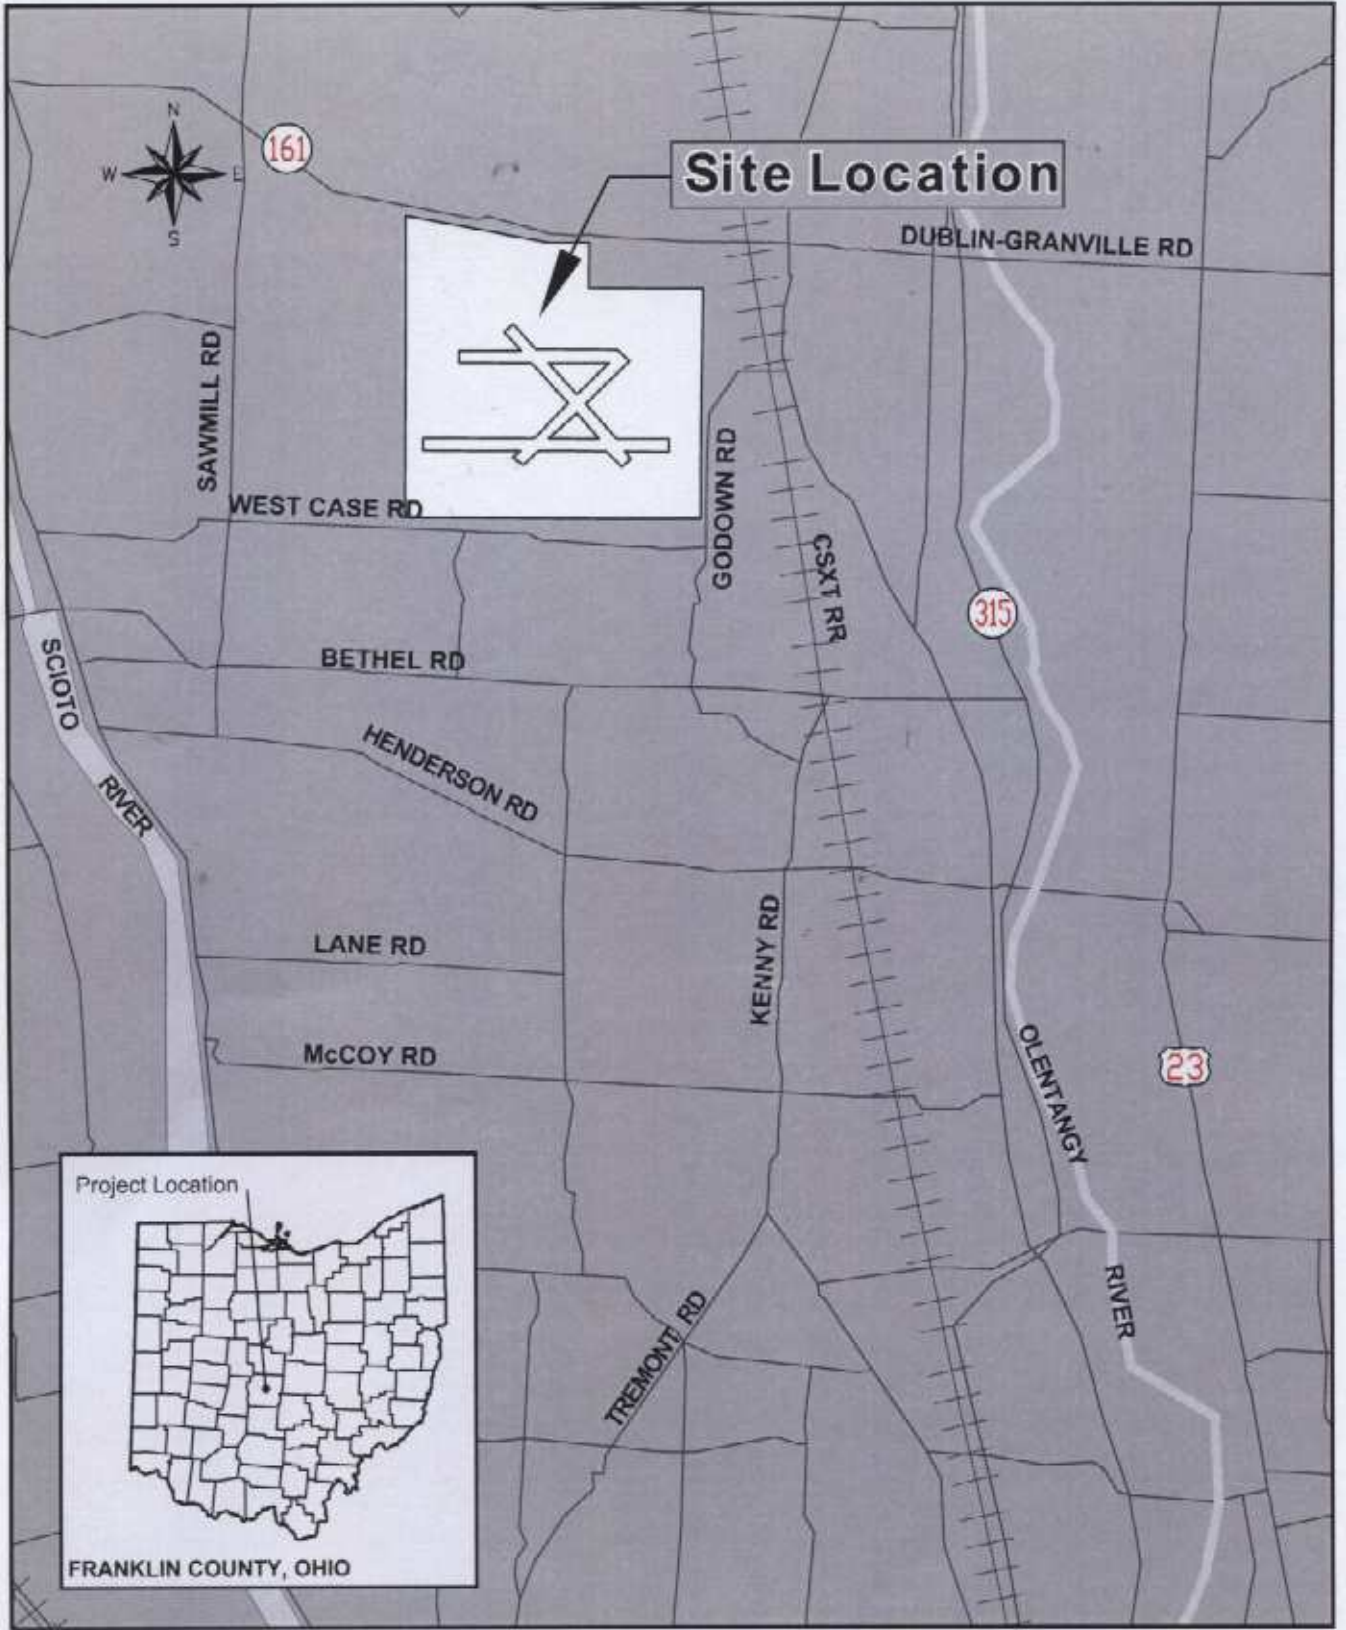 N
161
W
E
Site Location
S
DUBLIN-GRANVILLE RD
SAWMILL RD
WEST CASE RD
GODOWN RD
CSXT RR
315
SCIOTO
BETHEL RD
HENDERSON RD
RIVER
KENNY RD
LANE RD
McCOY RD
OLENTANGY
23
Project Location
RIVER
TREMONT RD
FRANKLIN COUNTY, OHIO